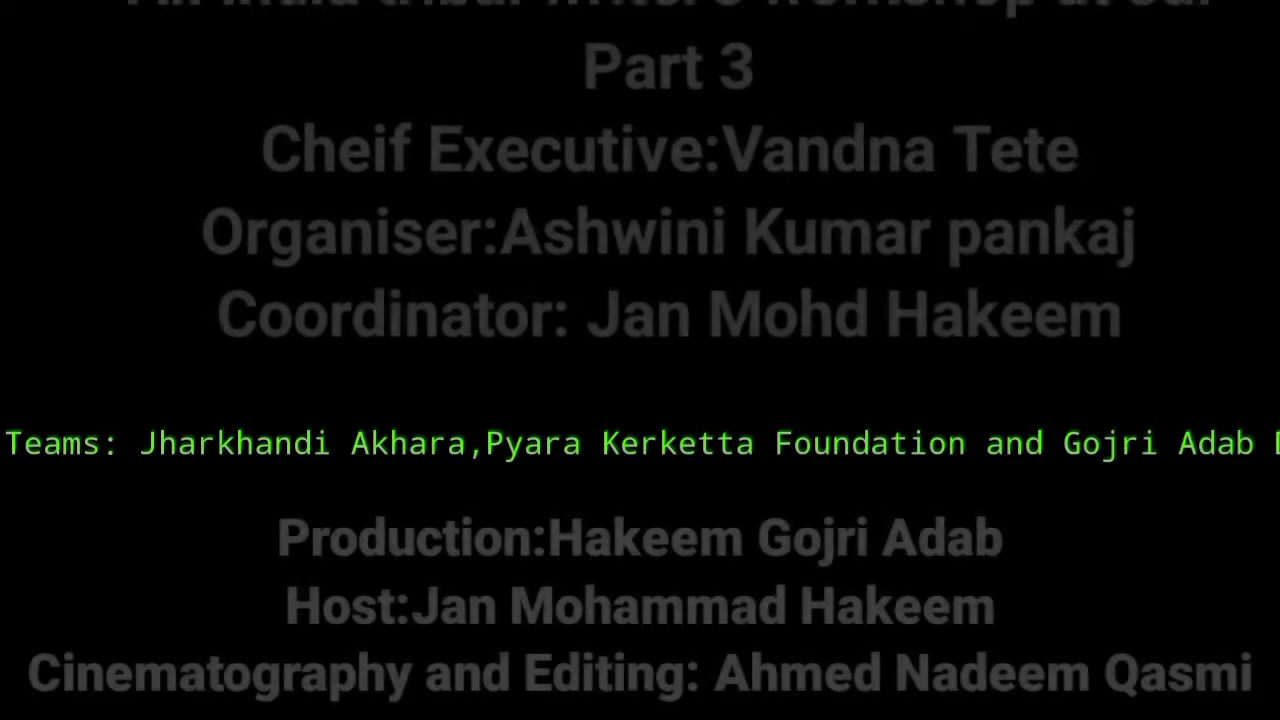 Part 3
Cheif Executive:Vandna Tete
Organiser:Ashwini Kumar pankaj
Coordinator: Jan Mohd Hakeem
Teams: Jharkhandi Akhara,Pyara Kerketta Foundation and Gojri Adab
Production:Hakeem Gojri Adab
Host:Jan Mohammad Hakeem
Cinematography and Editing: Ahmed Nadeem Qasmi